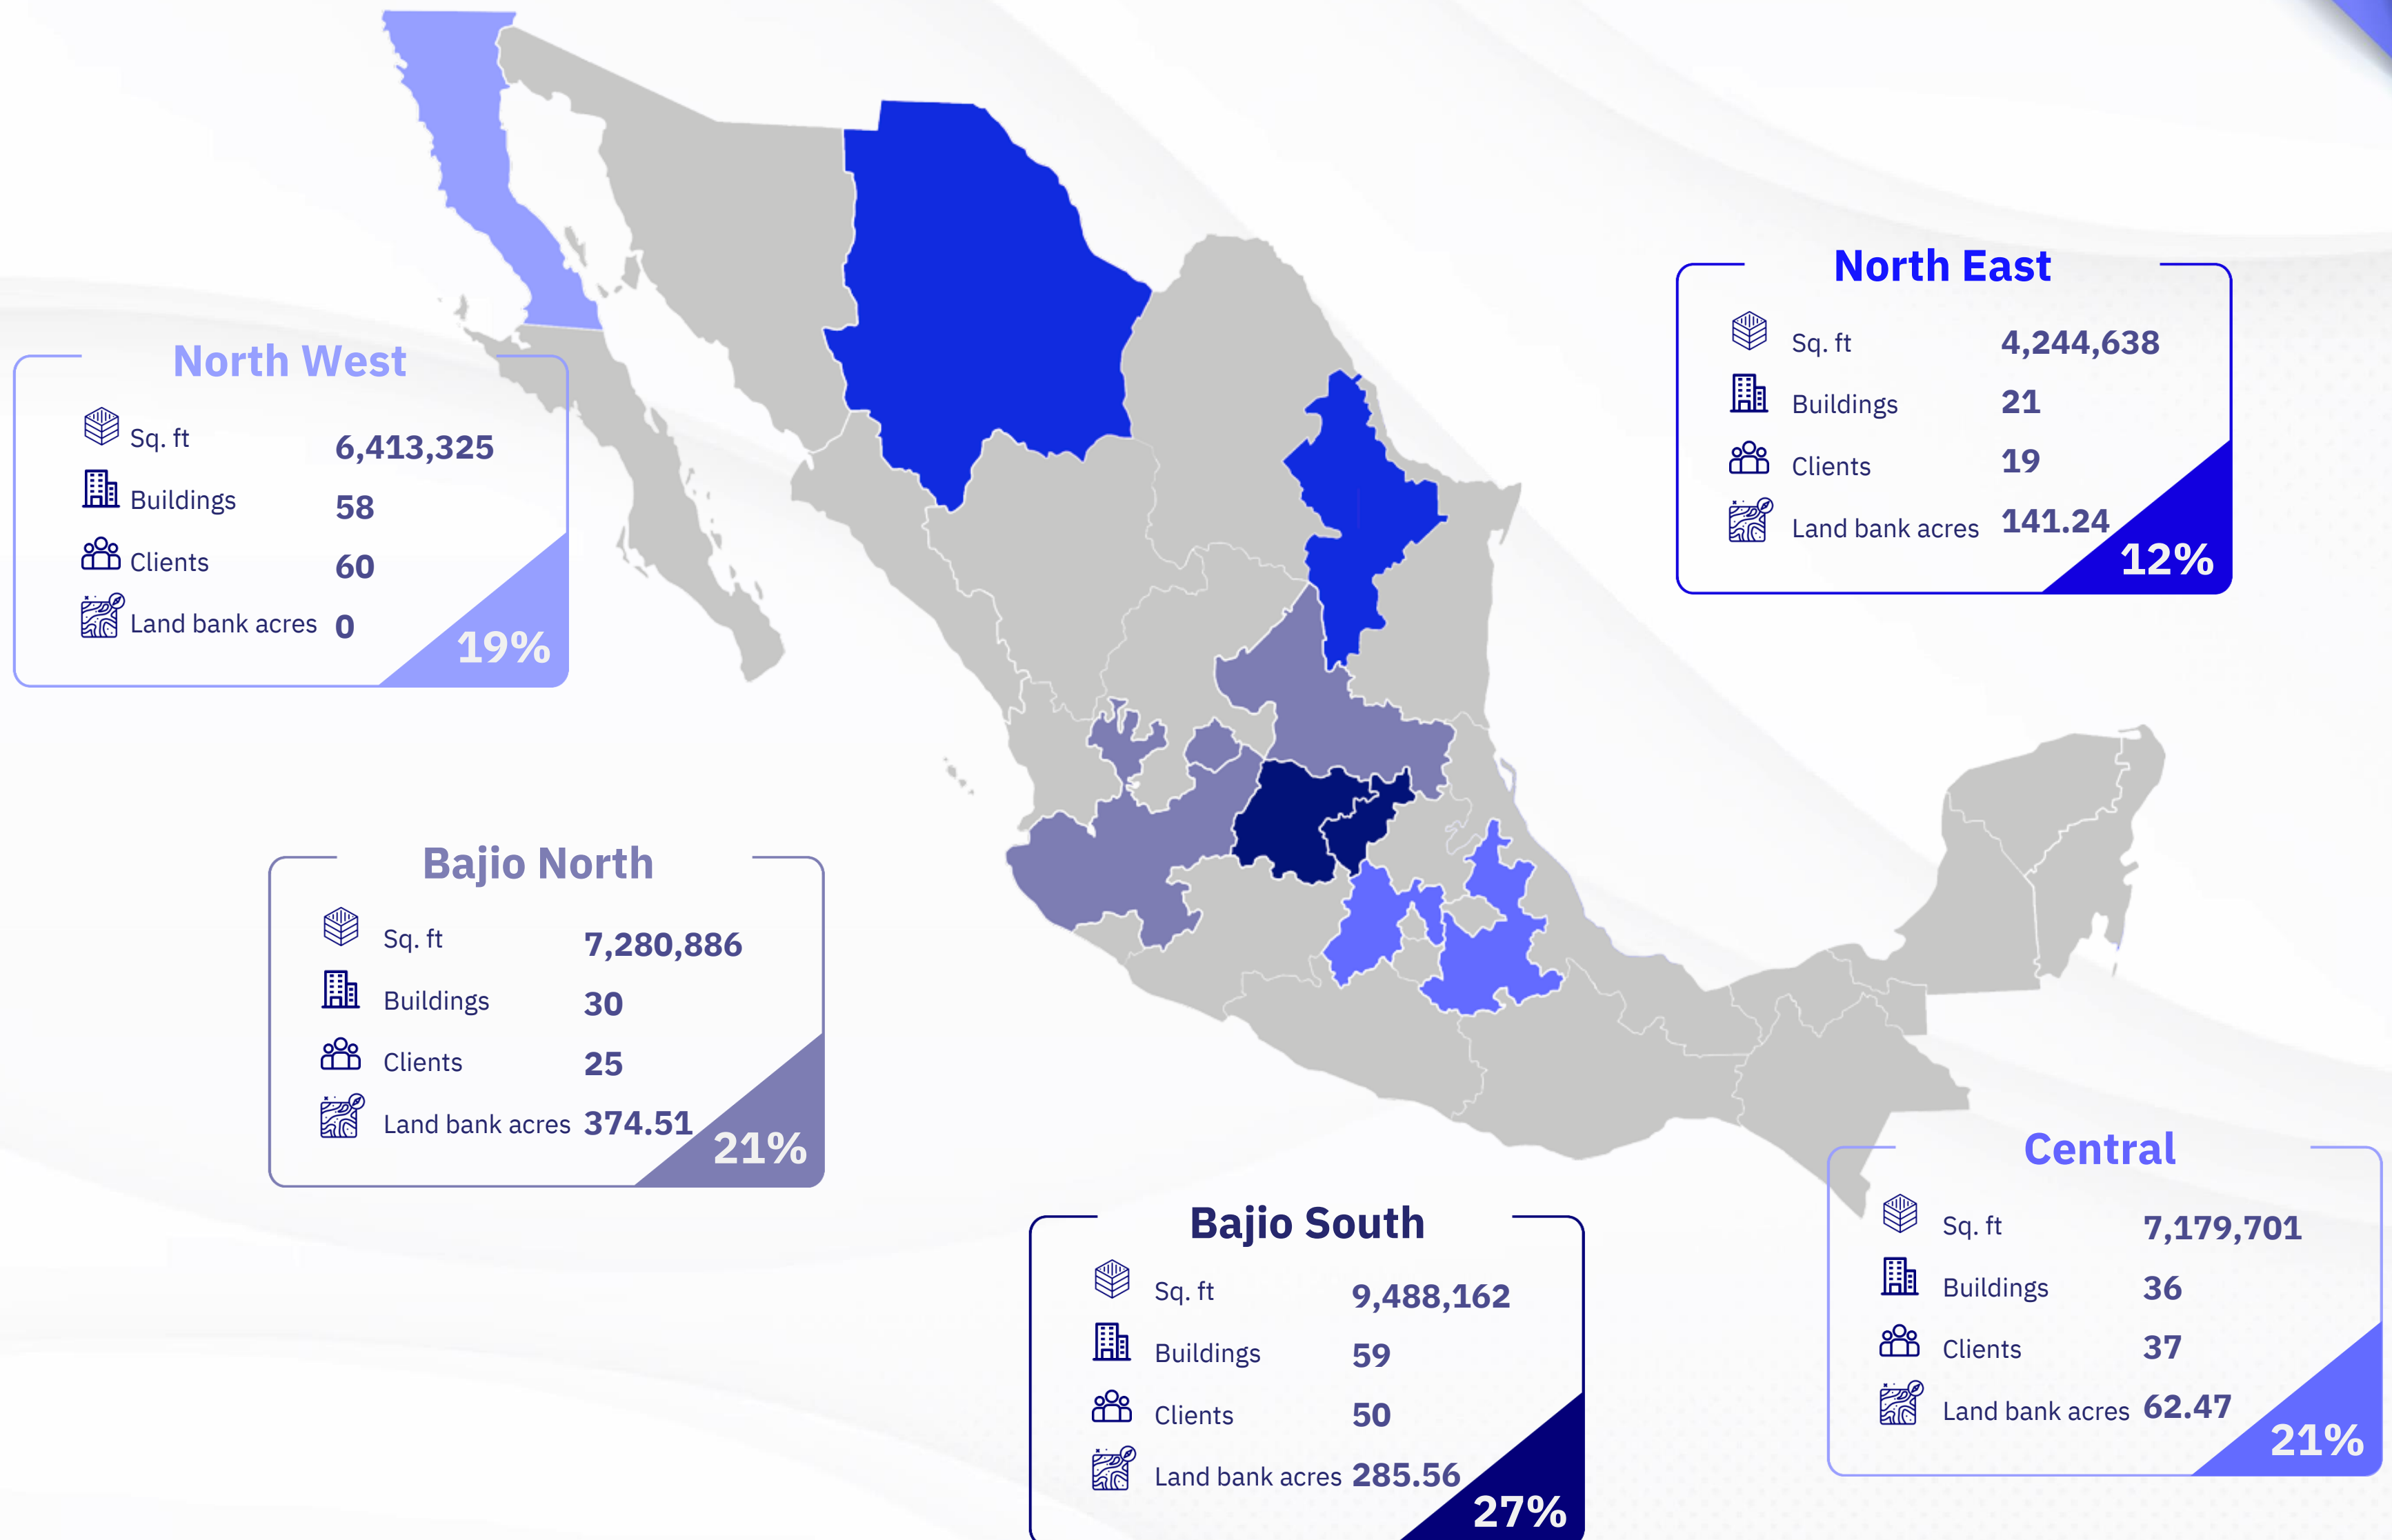 North West
Sq. ft 6,413,325
Buildings 58
Clients 60
Land bank acres 0
19%
North East
Sq. ft 4,244,638
Buildings 21
Clients 19
Land bank acres 141.24
12%
Bajio North
Sq. ft 7,280,886
Buildings 30
Clients 25
Land bank acres 374.51
21%
Bajio South
Sq. ft 9,488,162
Buildings 59
Clients 50
Land bank acres 285.56
27%
Central
Sq. ft 7,179,701
Buildings 36
Clients 37
Land bank acres 62.47
21%